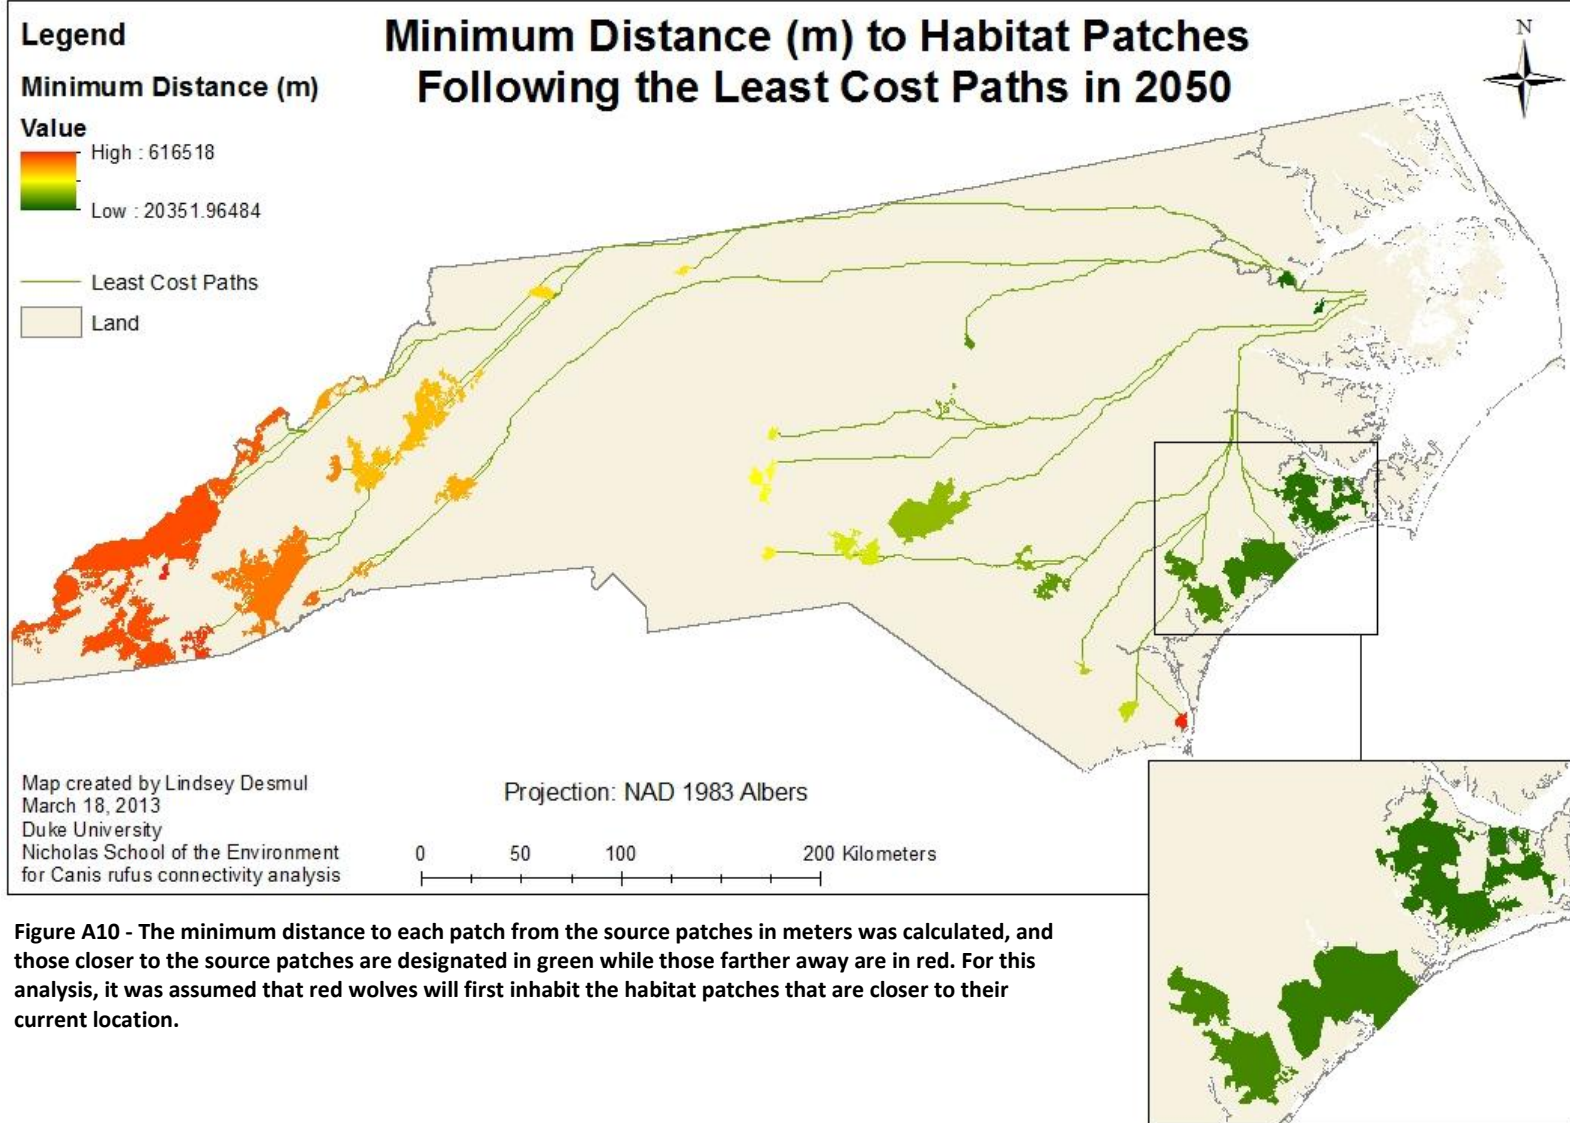 Legend
Minimum Distance (m) to Habitat Patches
Following the Least Cost Paths in 2050
N
Minimum Distance (m)
Value
High : 616518
Low : 20351.96484
Least Cost Paths
Land
Map created by Lindsey Desmul
March 18, 2013
Duke University
Nicholas School of the Environment
for Canis rufus connectivity analysis
Projection: NAD 1983 Albers
0 50 100 200 Kilometers
Figure A10 - The minimum distance to each patch from the source patches in meters was calculated, and
those closer to the source patches are designated in green while those farther away are in red. For this
analysis, it was assumed that red wolves will first inhabit the habitat patches that are closer to their
current location.